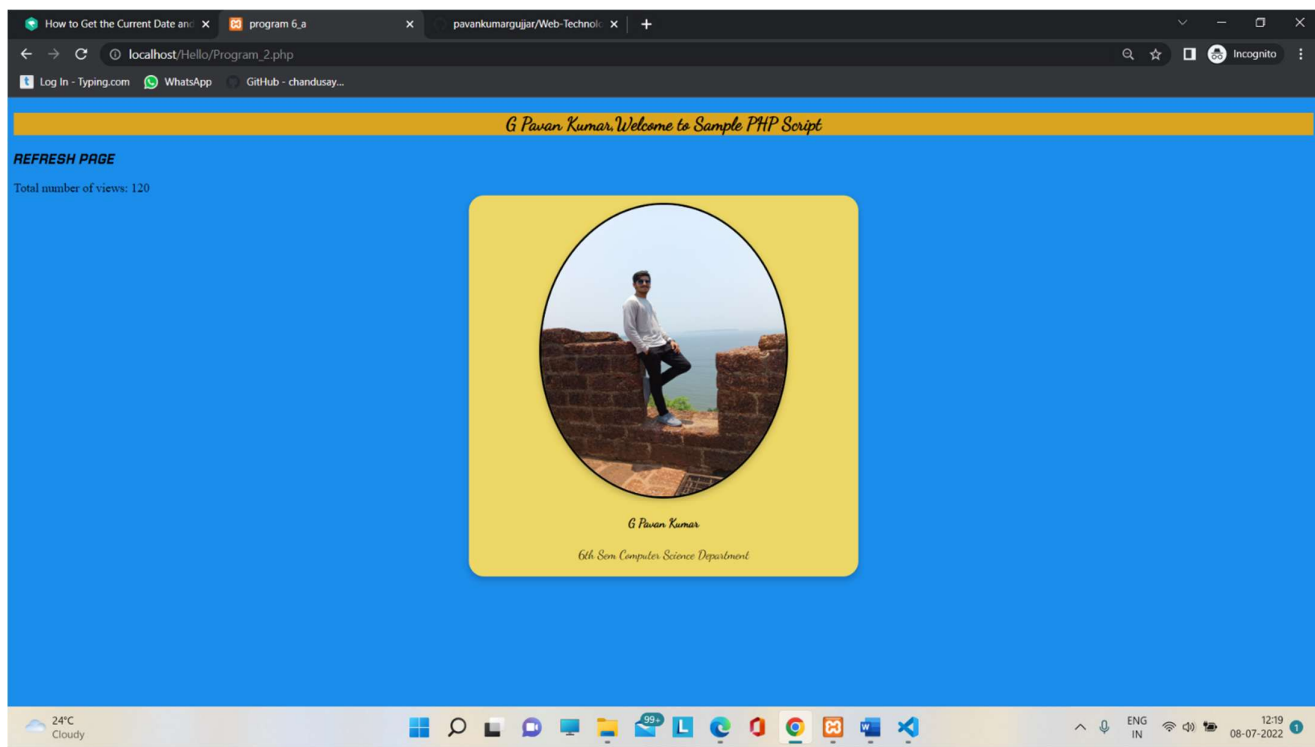 How to Get the Current Date and
program 6_a
pavankumargujjar/Web-Technolo
localhost/Hello/Program_2.php
Incognito
t Log In - Typing.com WhatsApp GitHub - chandusay...
G Pavan Kumar,Welcome to Sample PHP Script
REFRESH PAGE
Total number of views: 120
G Pavan Kumar
6th Sem Computer Science Department
24°C
Cloudy
99+
L
W
ENG
IN
12:19
08-07-2022
1